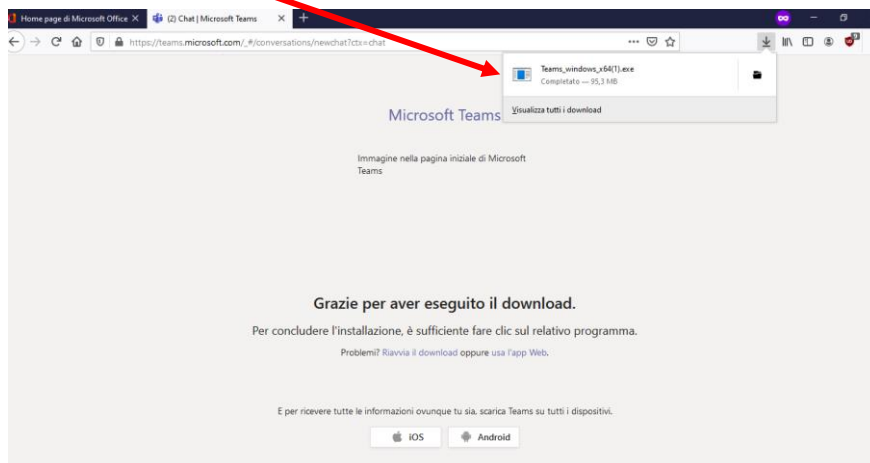 Home page di Microsoft Office
(2) Chat | Microsoft Teams
https://teams.microsoft.com/_#/conversations/newchat?ctx=chat
Teams_windows_x64(1).exe
Completato — 95,3 MB
Visualizza tutti i download
Microsoft Teams
Immagine nella pagina iniziale di Microsoft
Teams
Grazie per aver eseguito il download.
Per concludere l'installazione, è sufficiente fare clic sul relativo programma.
Problemi? Riavvia il download oppure usa l'app Web.
E per ricevere tutte le informazioni ovunque tu sia, scarica Teams su tutti i dispositivi.
iOS
Android